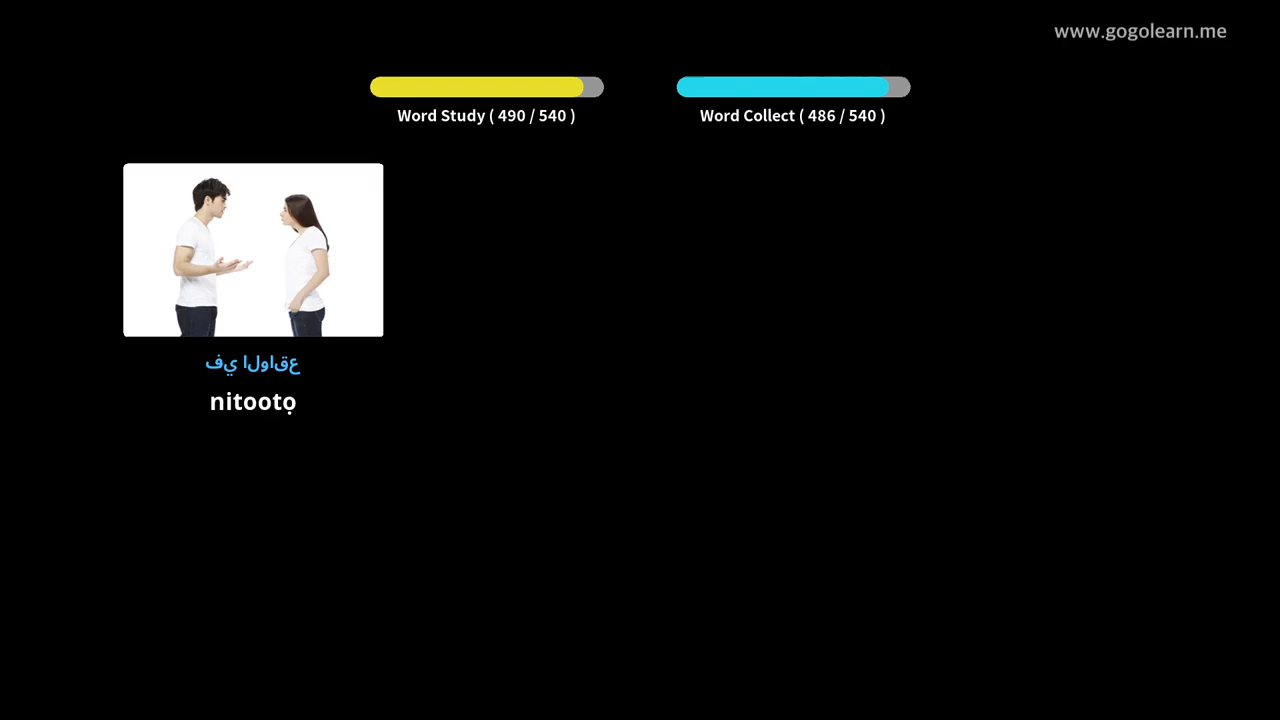 www.gogolearn.me
Word Study ( 490 / 540 )
Word Collect ( 486 / 540 )
في الواقع
nitootọ